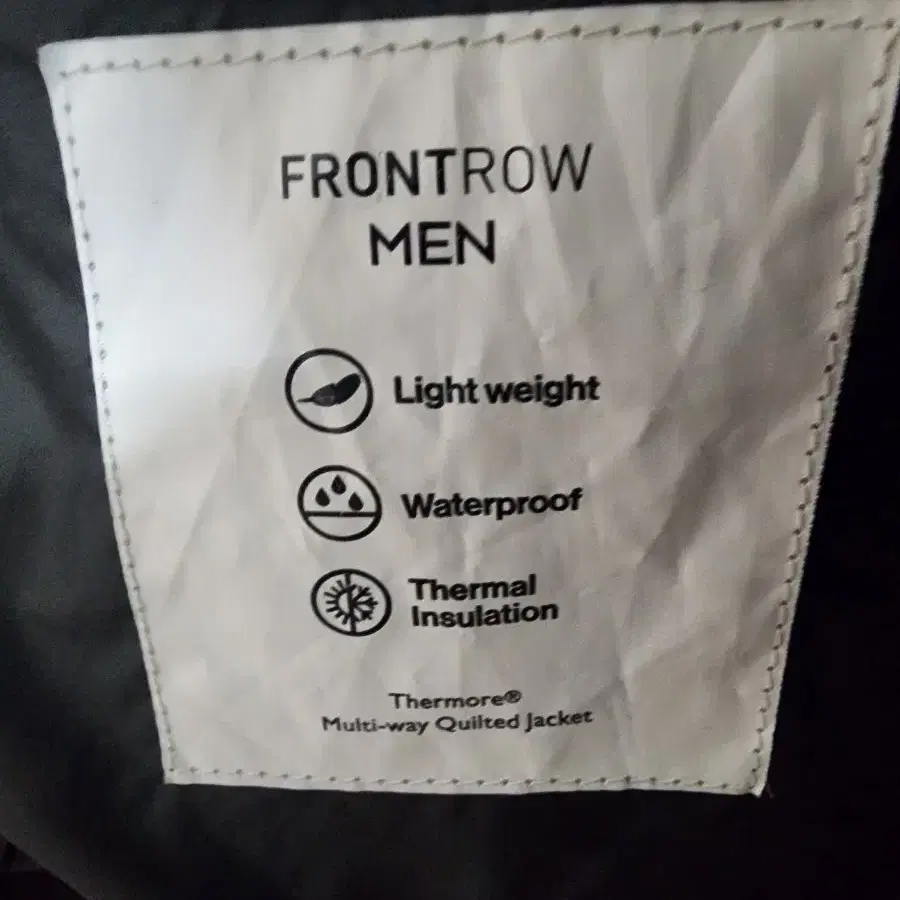 FRONTROW
MEN
Light weight
Waterproof
Thermal
Insulation
Thermore®
Multi-way Quilted Jacket